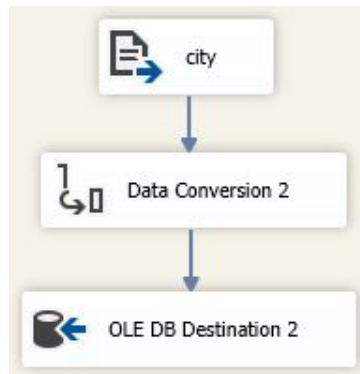 city
Data Conversion 2
OLE DB Destination 2